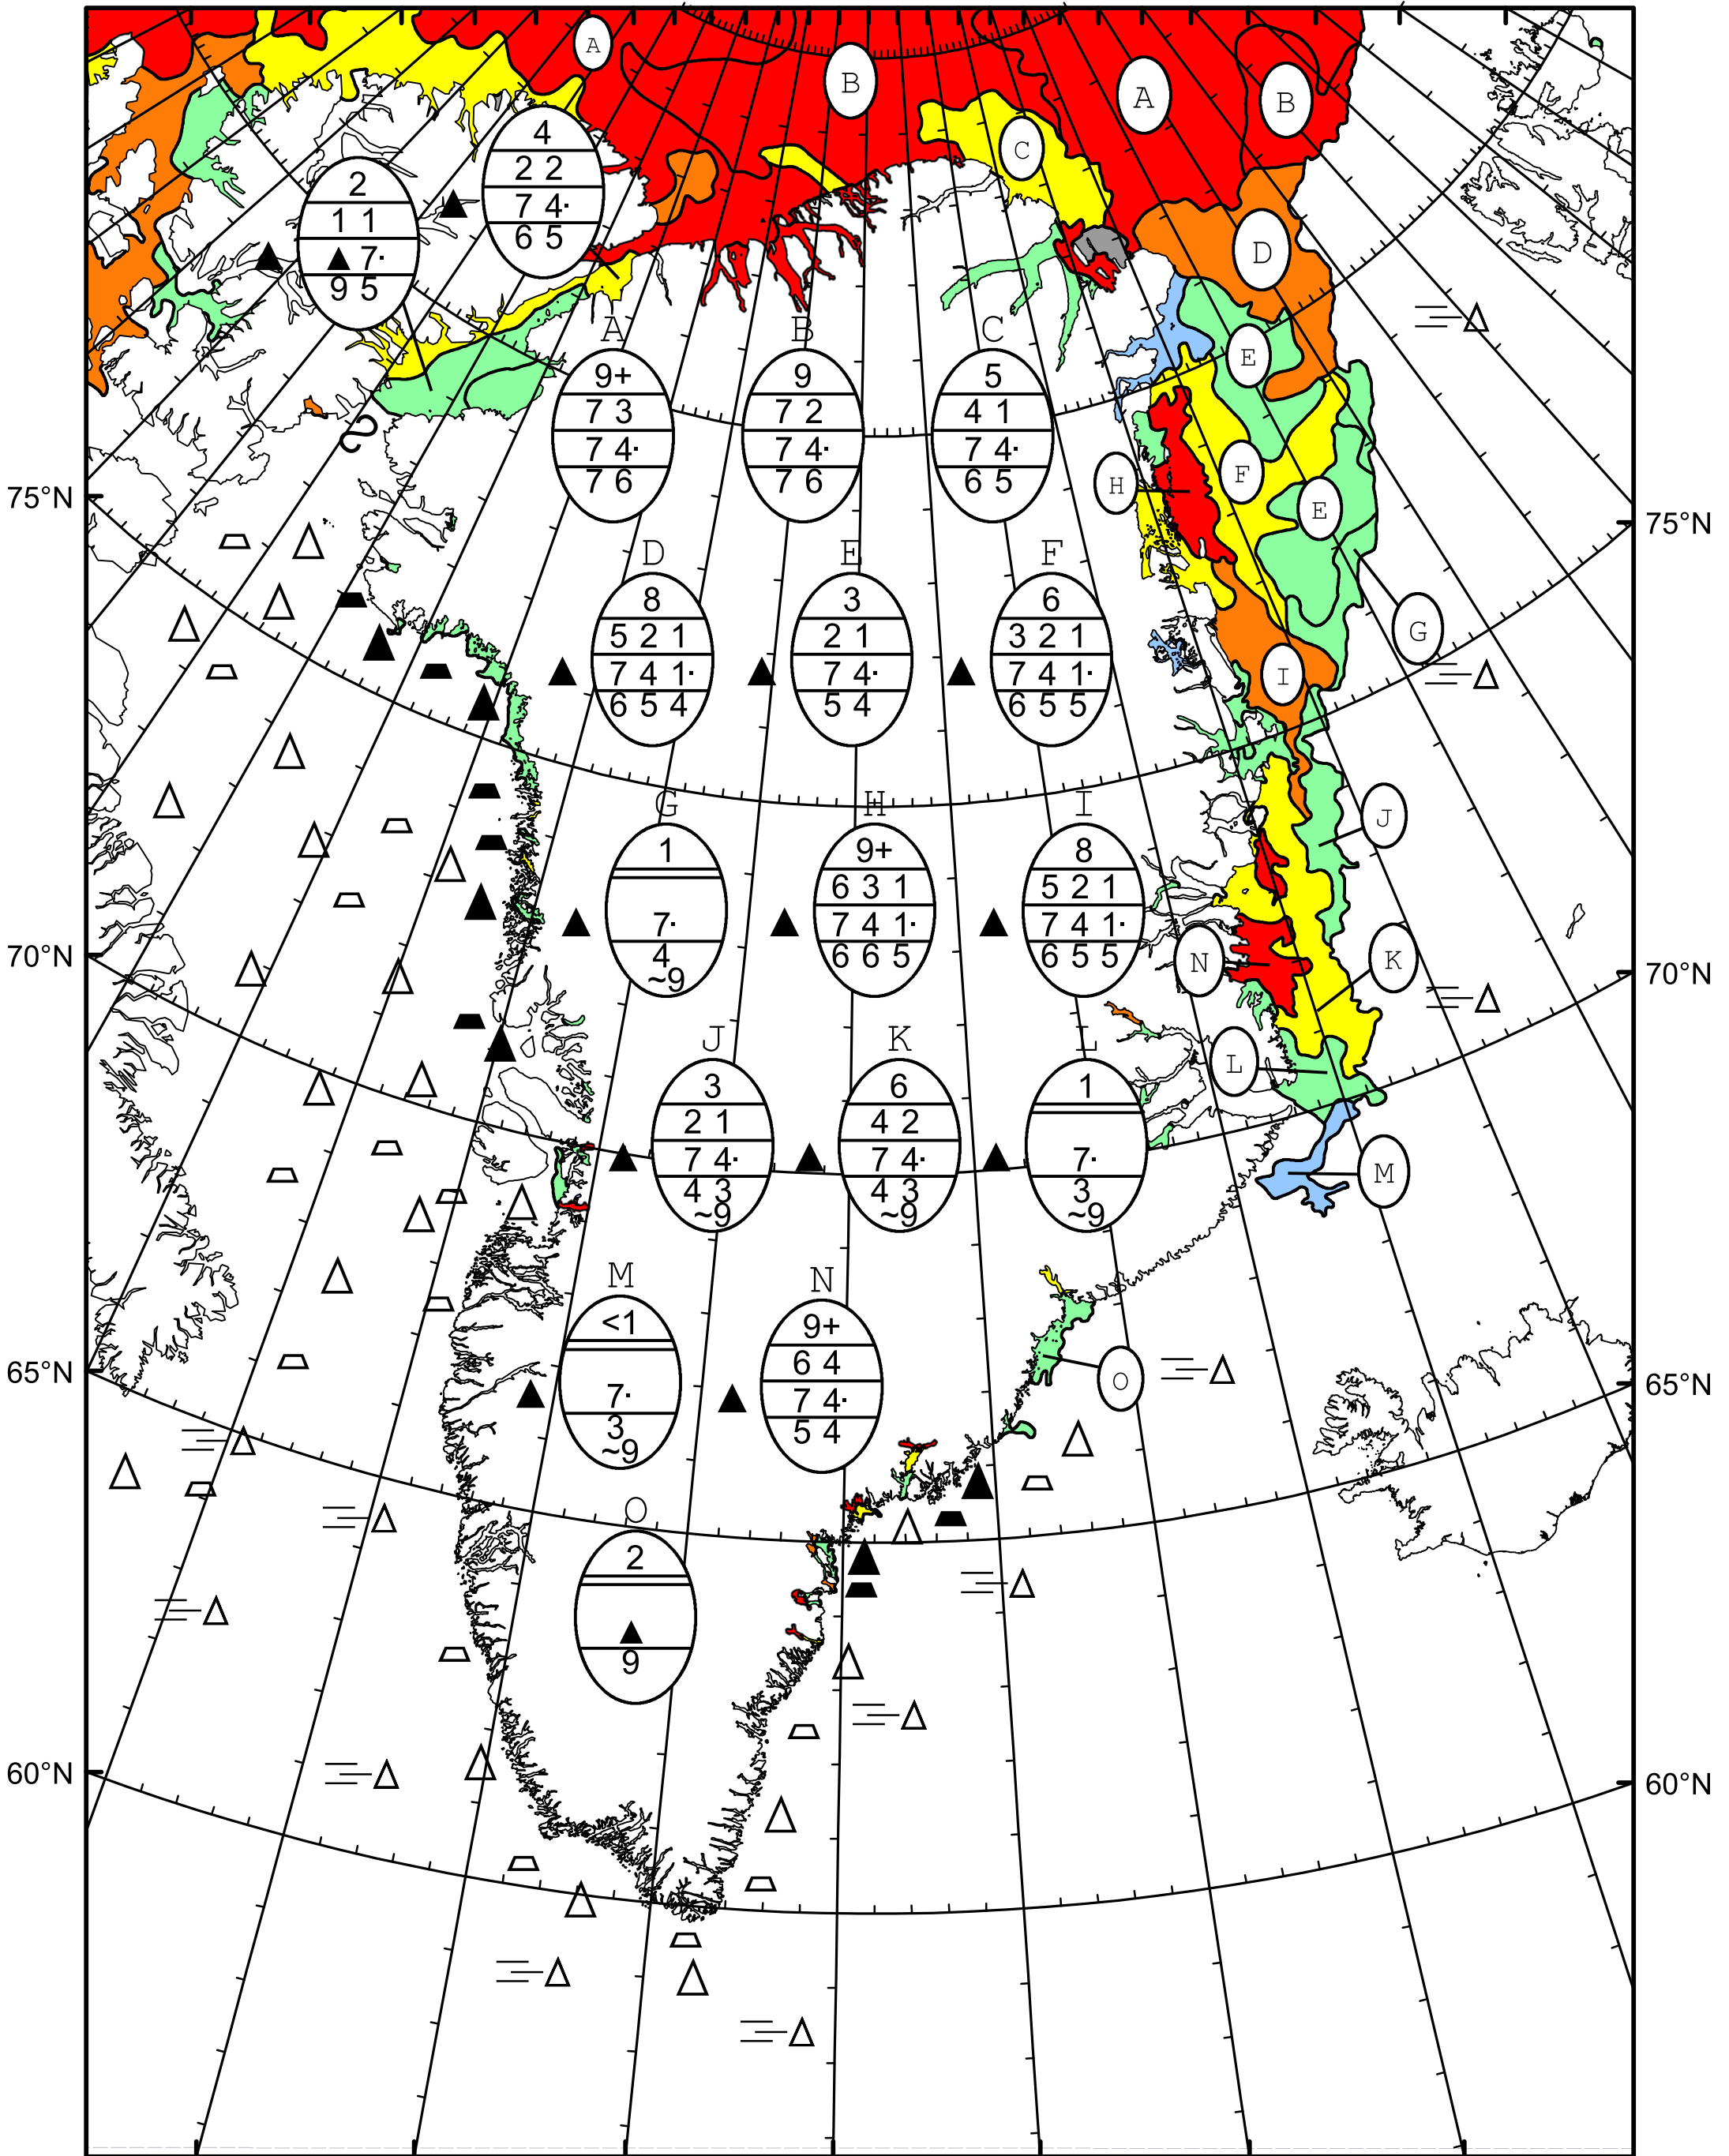 A
B
A
B
C
4
2 2
7 4·
6 5
2
1 1
▲ 7·
9 5
D
E
A
9+
7 3
7 4·
7 6
B
9
7 2
7 4·
7 6
C
5
4 1
7 4·
6 5
H
F
E
75°N
75°N
G
D
8
5 2 1
7 4 1·
6 5 4
E
3
2 1
7 4·
5 4
F
6
3 2 1
7 4 1·
6 5 5
I
J
G
1
7·
4
~9
H
9+
6 3 1
7 4 1·
6 6 5
I
8
5 2 1
7 4 1·
6 5 5
N
K
70°N
70°N
L
J
3
2 1
7 4·
4 3
~9
K
6
4 2
7 4·
4 3
~9
L
1
7·
3
~9
M
M
<1
7·
3
~9
N
9+
6 4
7 4·
5 4
O
65°N
65°N
O
2
▲
9
60°N
60°N